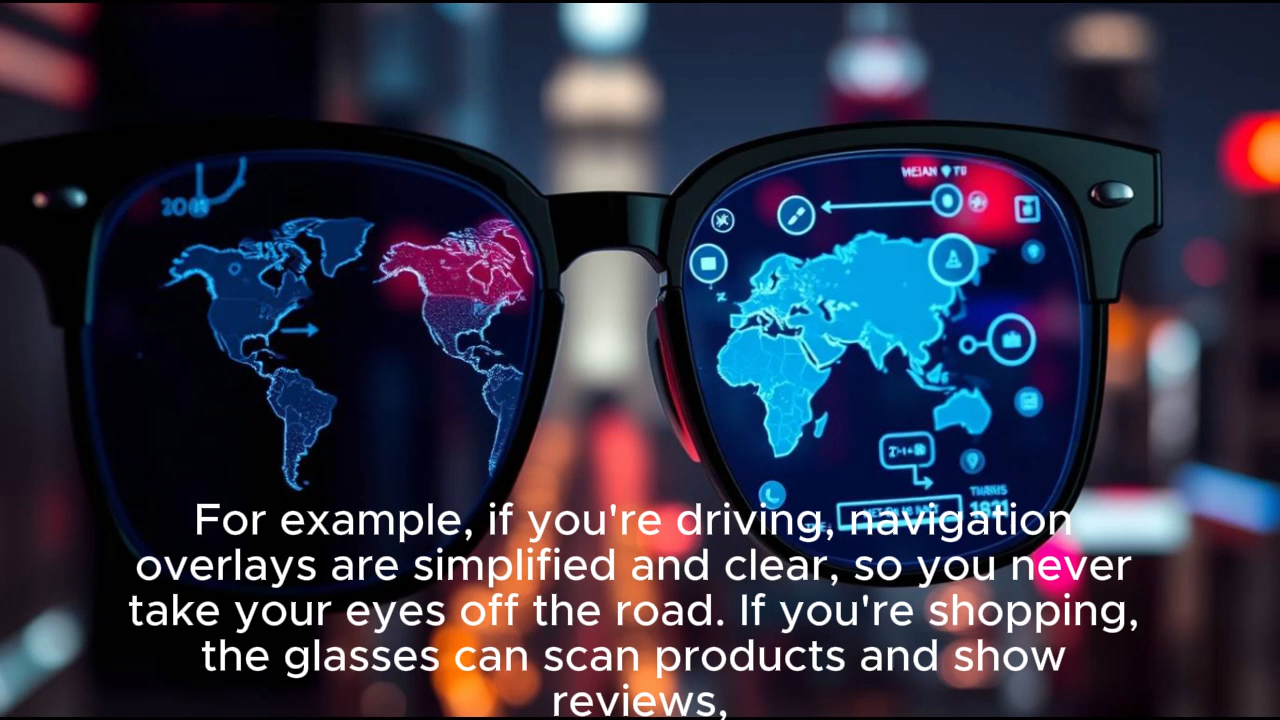 For example, if you're driving, navigation
overlays are simplified and clear, so you never
take your eyes off the road. If you're shopping,
the glasses can scan products and show
reviews,